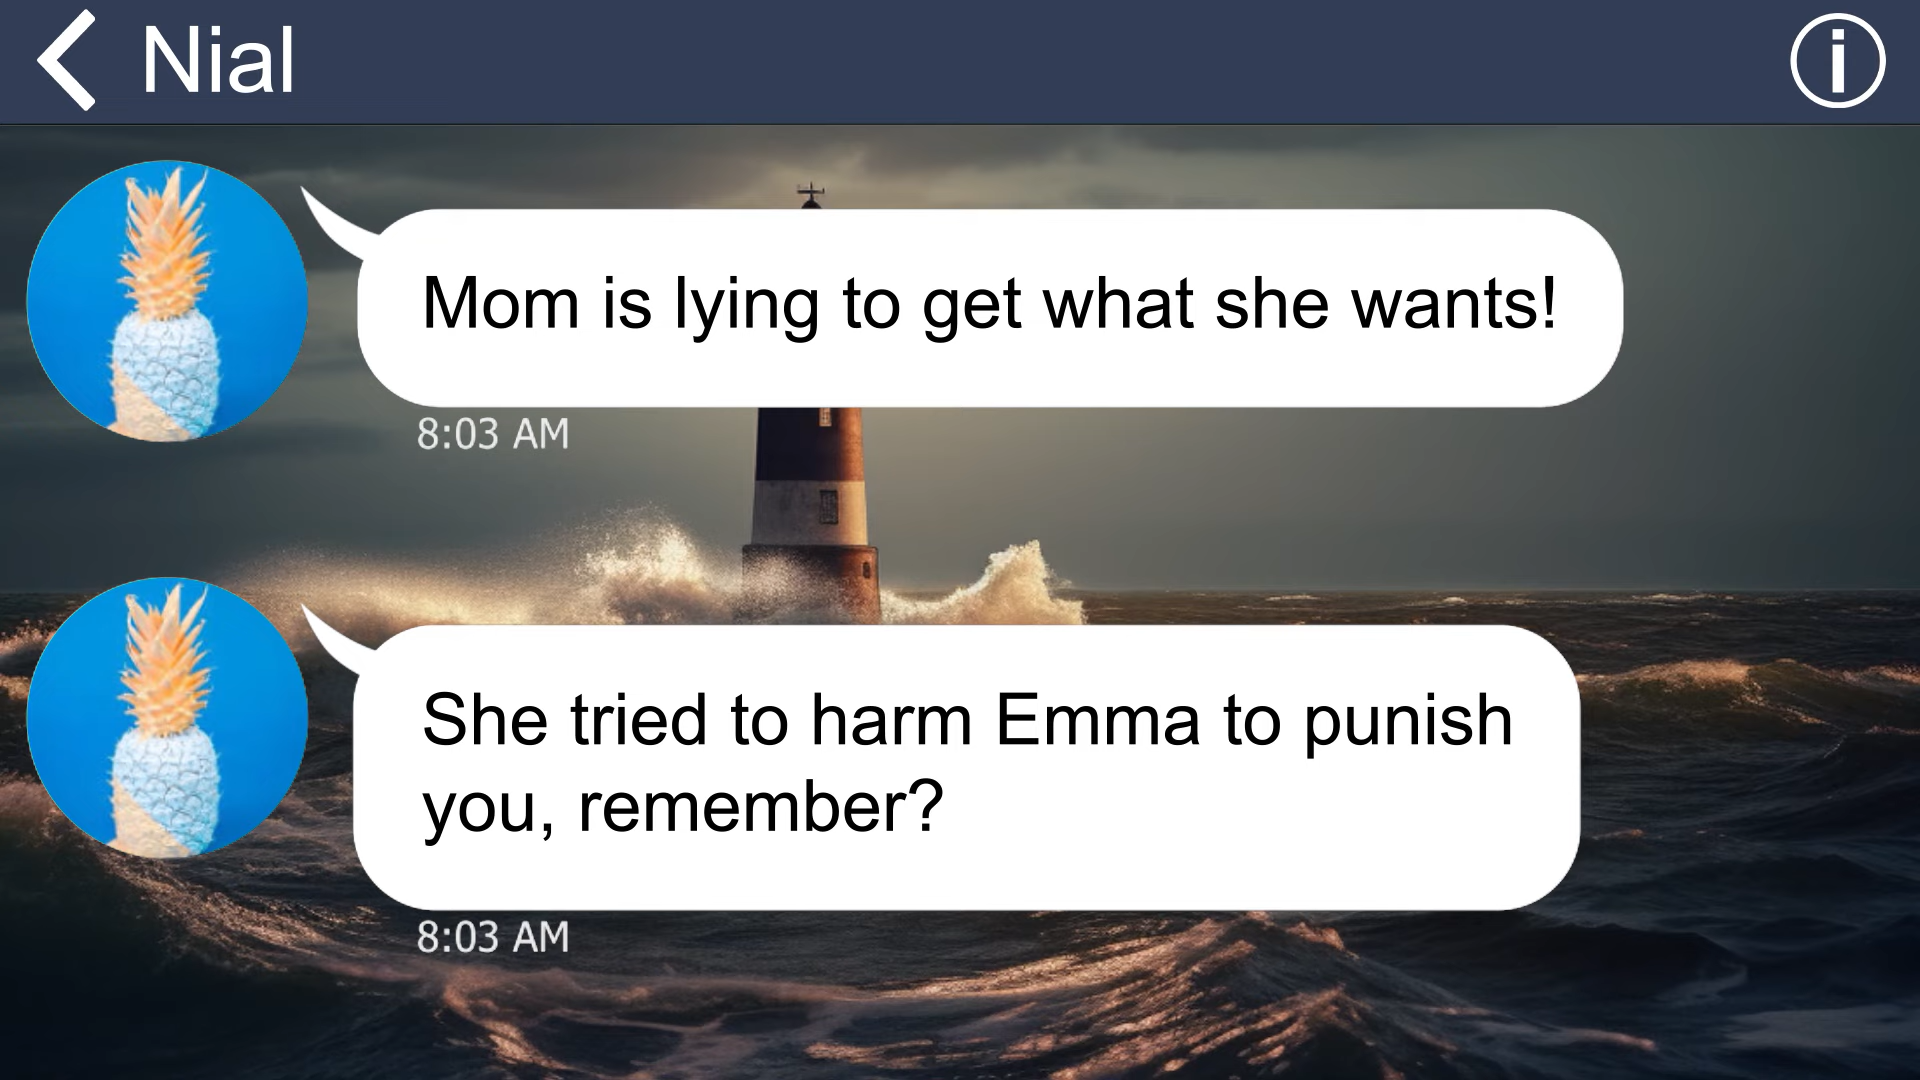 Nial
Mom is lying to get what she wants!
8:03 AM
She tried to harm Emma to punish
you, remember?
8:03 AM